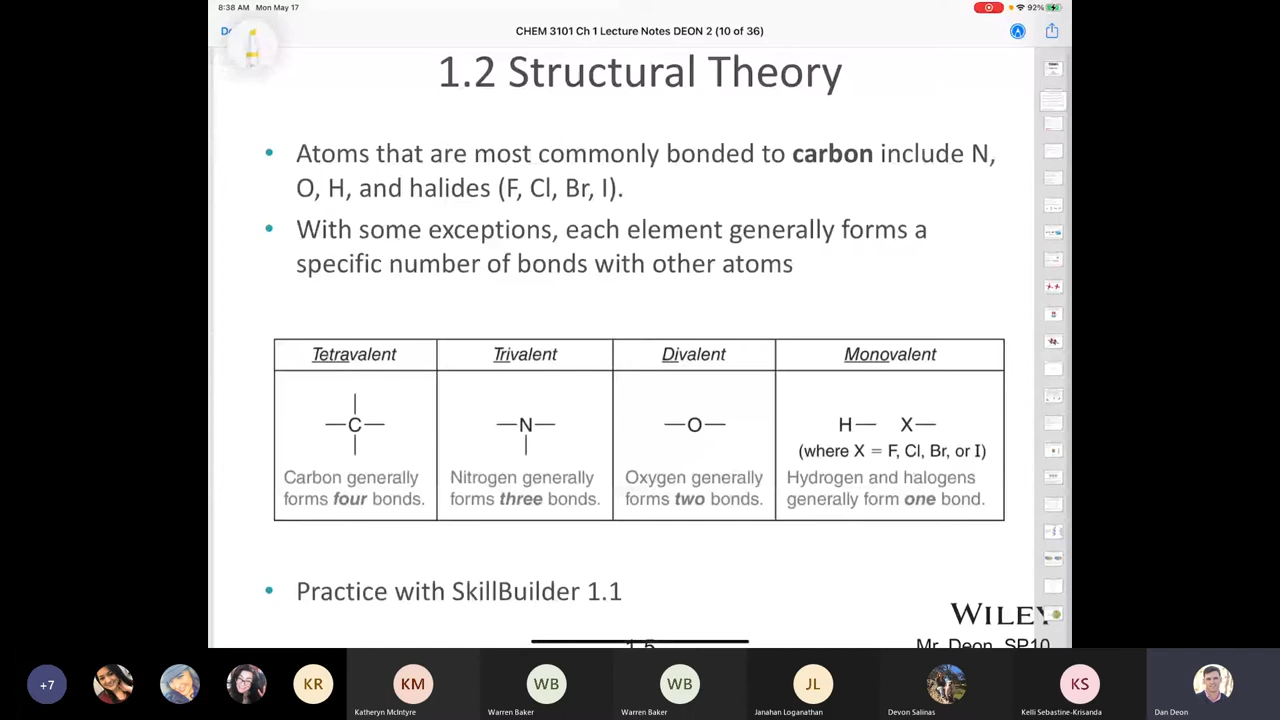 8:38 AM Mon May 17
92%
CHEM 3101 Ch 1 Lecture Notes DEON 2 (10 of 36)
1.2 Structural Theory
• Atoms that are most commonly bonded to carbon include N,
O, H, and halides (F, Cl, Br, I).
• With some exceptions, each element generally forms a
specific number of bonds with other atoms
Tetravalent Trivalent Divalent Monovalent
C N O H X
(where X = F, Cl, Br, or I)
Carbon generally
forms four bonds.
Nitrogen generally
forms three bonds.
Oxygen generally
forms two bonds.
Hydrogen and halogens
generally form one bond.
• Practice with SkillBuilder 1.1
WILEY
1.5
Mr. Deon, SP10
+7
KR
KM
WB
WB
JL
KS
Katheryn McIntyre
Warren Baker
Warren Baker
Janahan Loganathan
Devon Salinas
Kelli Sebastine-Krisanda
Dan Deon